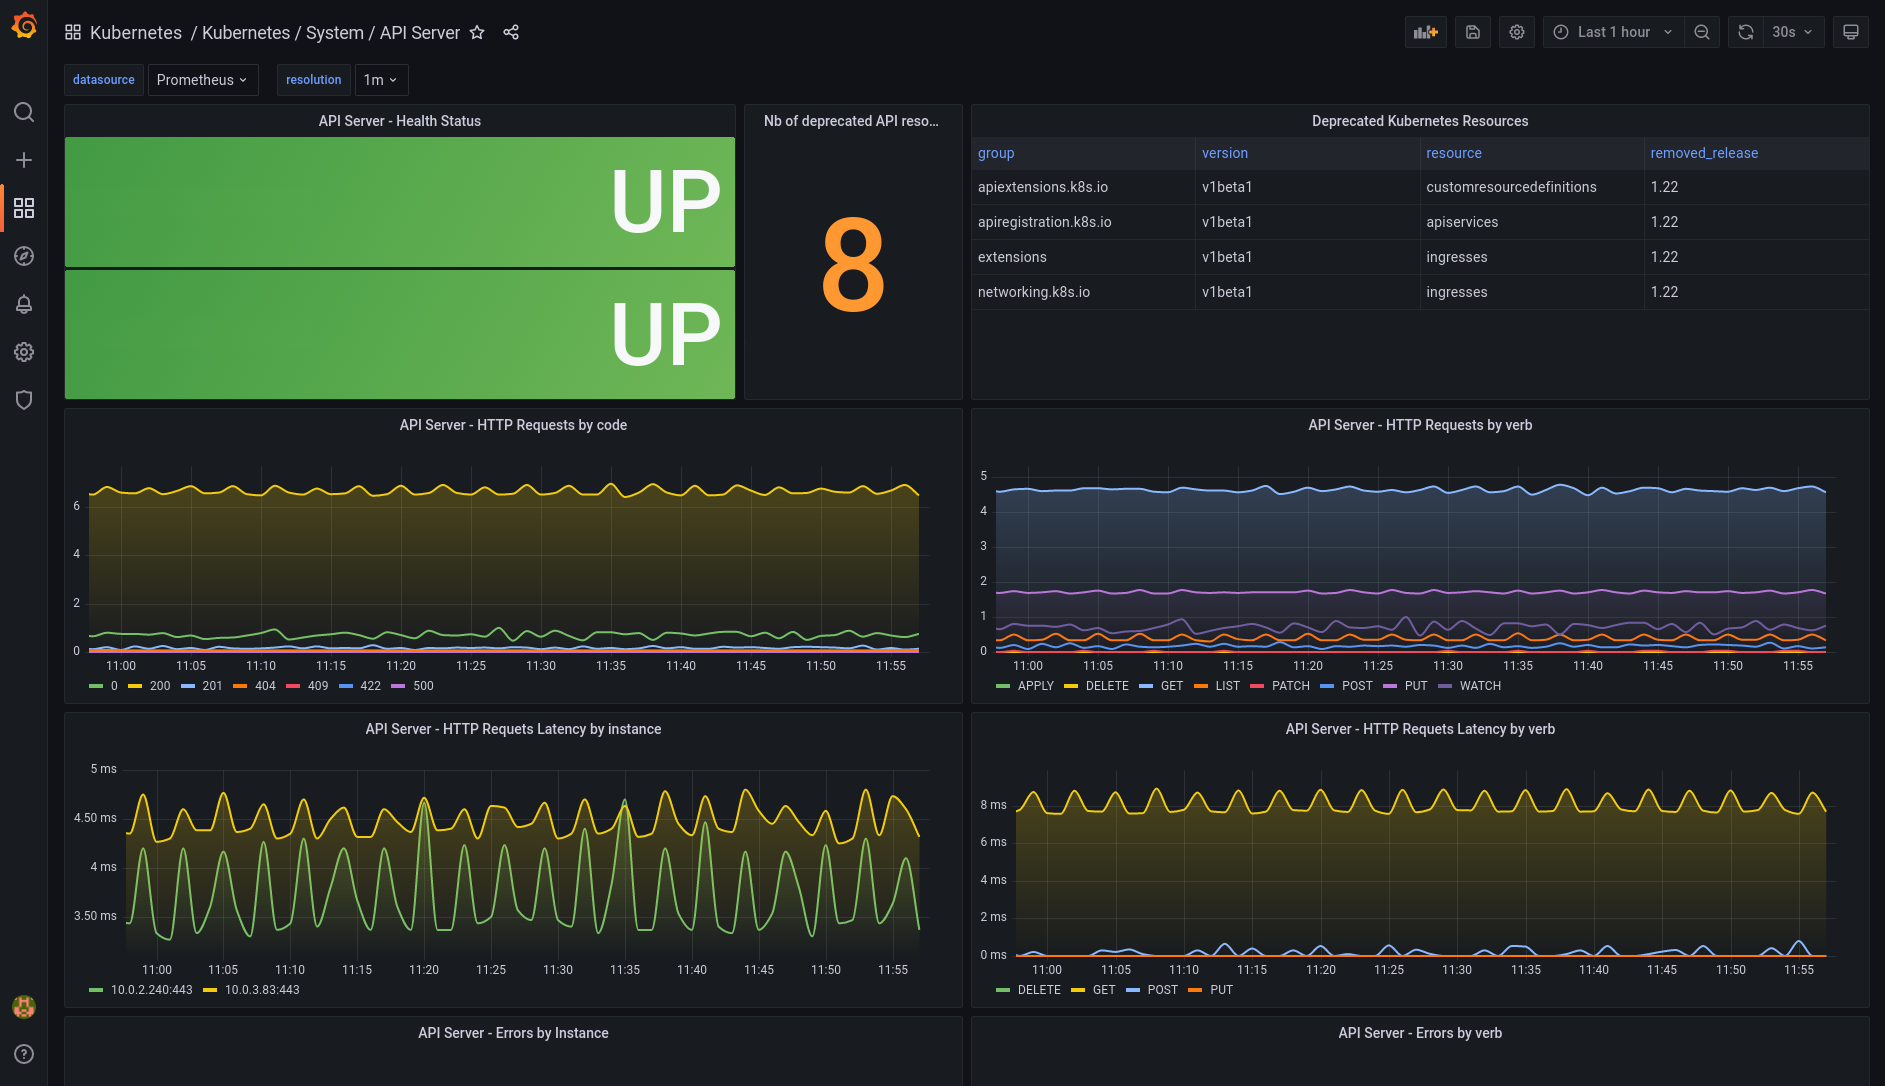 Kubernetes / Kubernetes / System / API Server
Last 1 hour
30s
datasource Prometheus resolution 1m
API Server - Health Status
UP
UP
Nb of deprecated API reso...
8
Deprecated Kubernetes Resources
group version resource removed_release
apiextensions.k8s.io v1beta1 customresourcedefinitions 1.22
apiregistration.k8s.io v1beta1 apiservices 1.22
extensions v1beta1 ingresses 1.22
networking.k8s.io v1beta1 ingresses 1.22
API Server - HTTP Requests by code
6
4
2
0
11:00 11:05 11:10 11:15 11:20 11:25 11:30 11:35 11:40 11:45 11:50 11:55
0 200 201 404 409 422 500
API Server - HTTP Requests by verb
5
4
3
2
1
0
11:00 11:05 11:10 11:15 11:20 11:25 11:30 11:35 11:40 11:45 11:50 11:55
APPLY DELETE GET LIST PATCH POST PUT WATCH
API Server - HTTP Requets Latency by instance
5 ms
4.50 ms
4 ms
3.50 ms
11:00 11:05 11:10 11:15 11:20 11:25 11:30 11:35 11:40 11:45 11:50 11:55
10.0.2.240:443 10.0.3.83:443
API Server - HTTP Requets Latency by verb
8 ms
6 ms
4 ms
2 ms
0 ms
11:00 11:05 11:10 11:15 11:20 11:25 11:30 11:35 11:40 11:45 11:50 11:55
DELETE GET POST PUT
API Server - Errors by Instance
API Server - Errors by verb